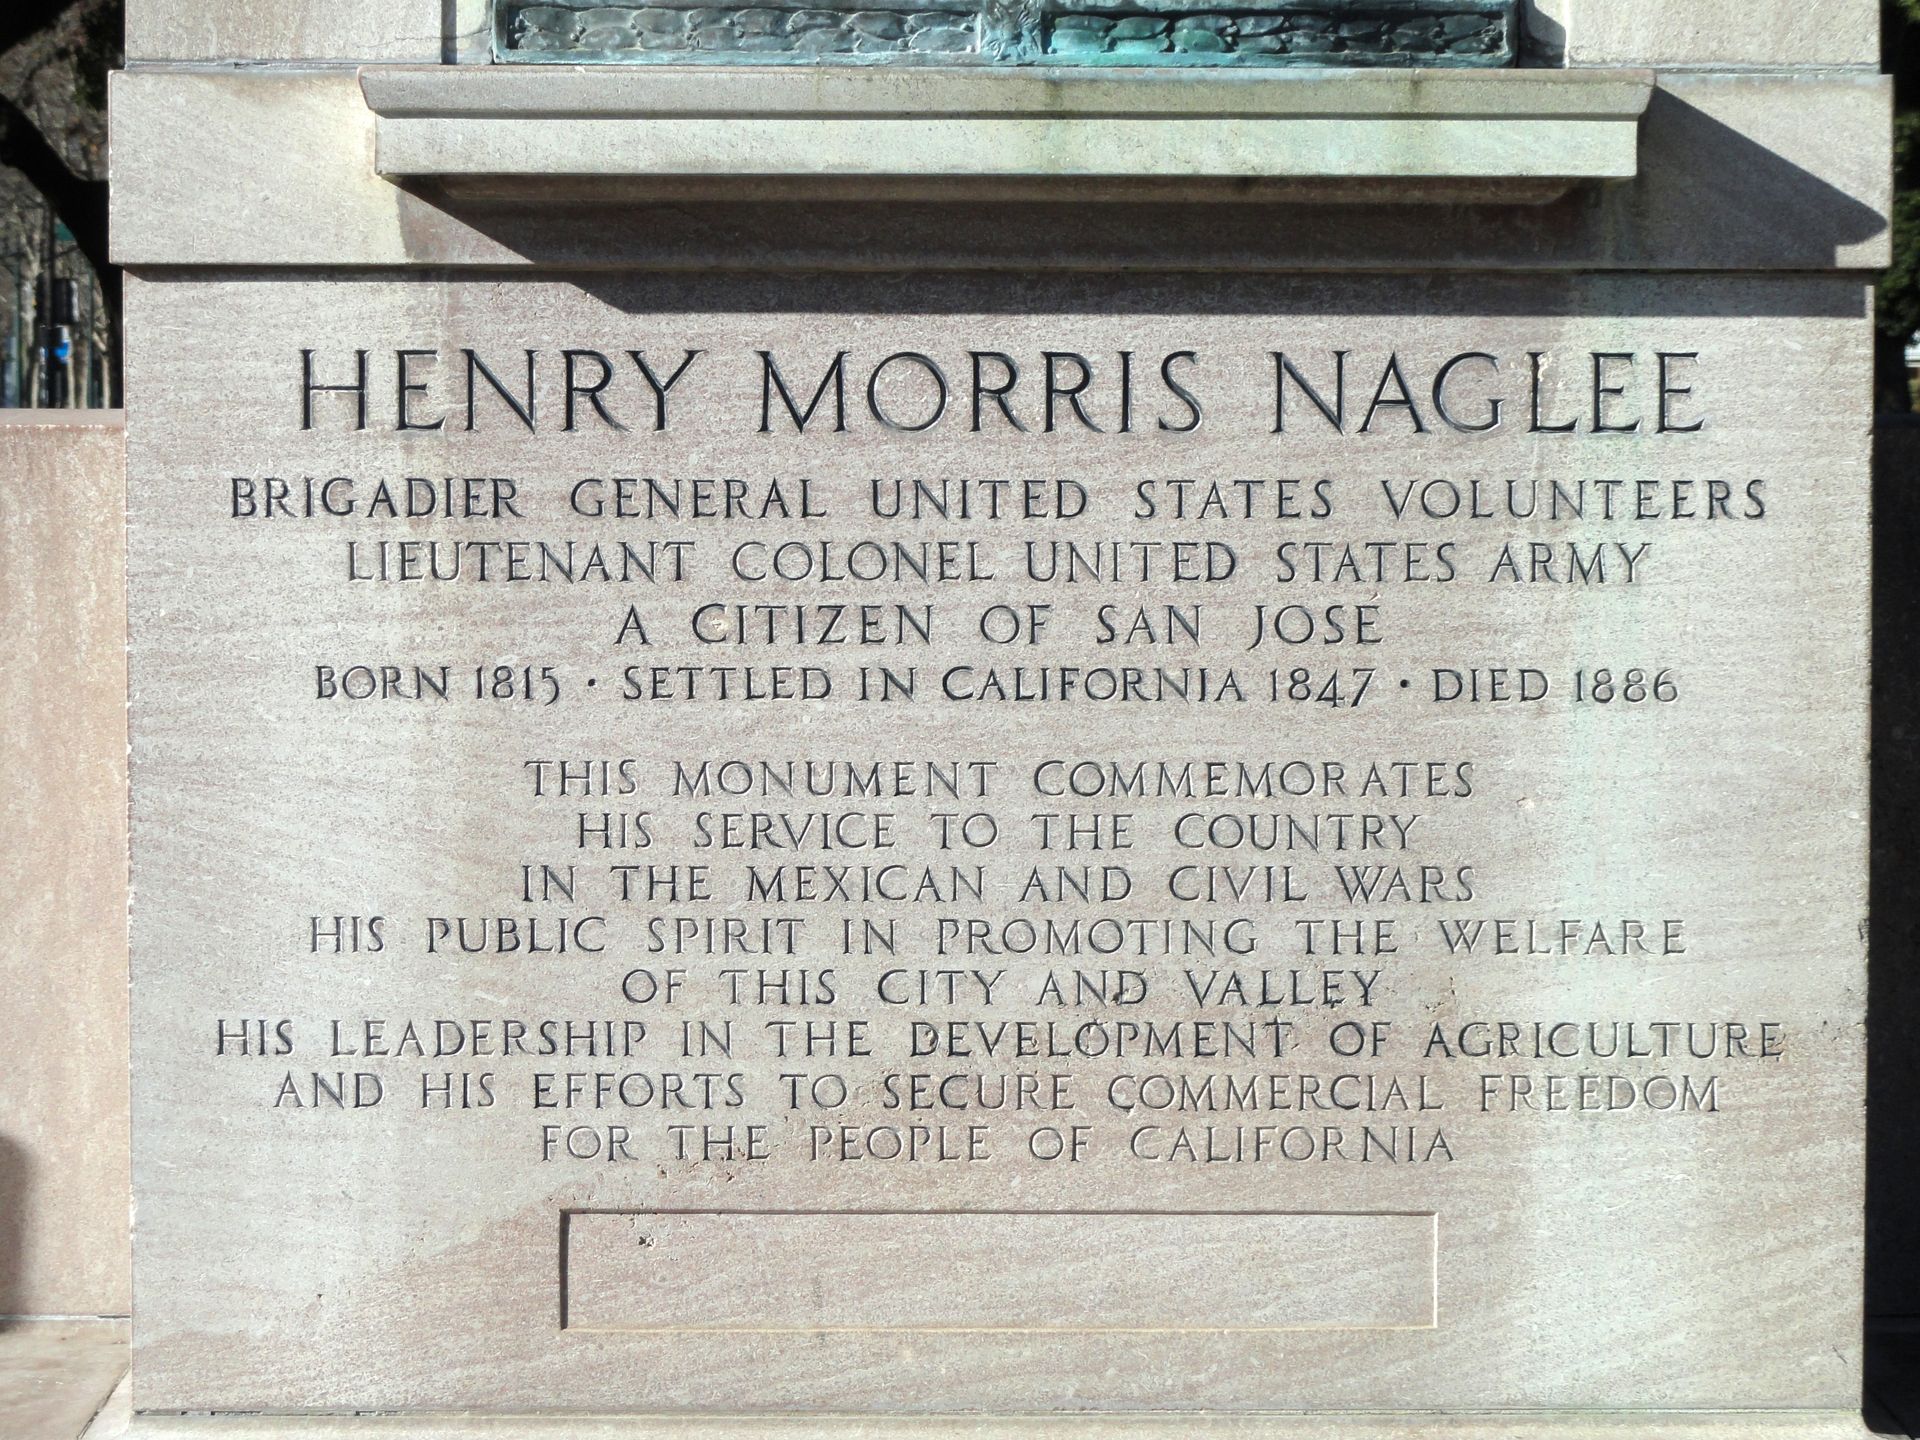 HENRY MORRIS NAGLEE
BRIGADIER GENERAL UNITED STATES VOLUNTEERS
LIEUTENANT COLONEL UNITED STATES ARMY
A CITIZEN OF SAN JOSE
BORN 1815 · SETTLED IN CALIFORNIA 1847 · DIED 1886
THIS MONUMENT COMMEMORATES
HIS SERVICE TO THE COUNTRY
IN THE MEXICAN AND CIVIL WARS
HIS PUBLIC SPIRIT IN PROMOTING THE WELFARE
OF THIS CITY AND VALLEY
HIS LEADERSHIP IN THE DEVELOPMENT OF AGRICULTURE
AND HIS EFFORTS TO SECURE COMMERCIAL FREEDOM
FOR THE PEOPLE OF CALIFORNIA